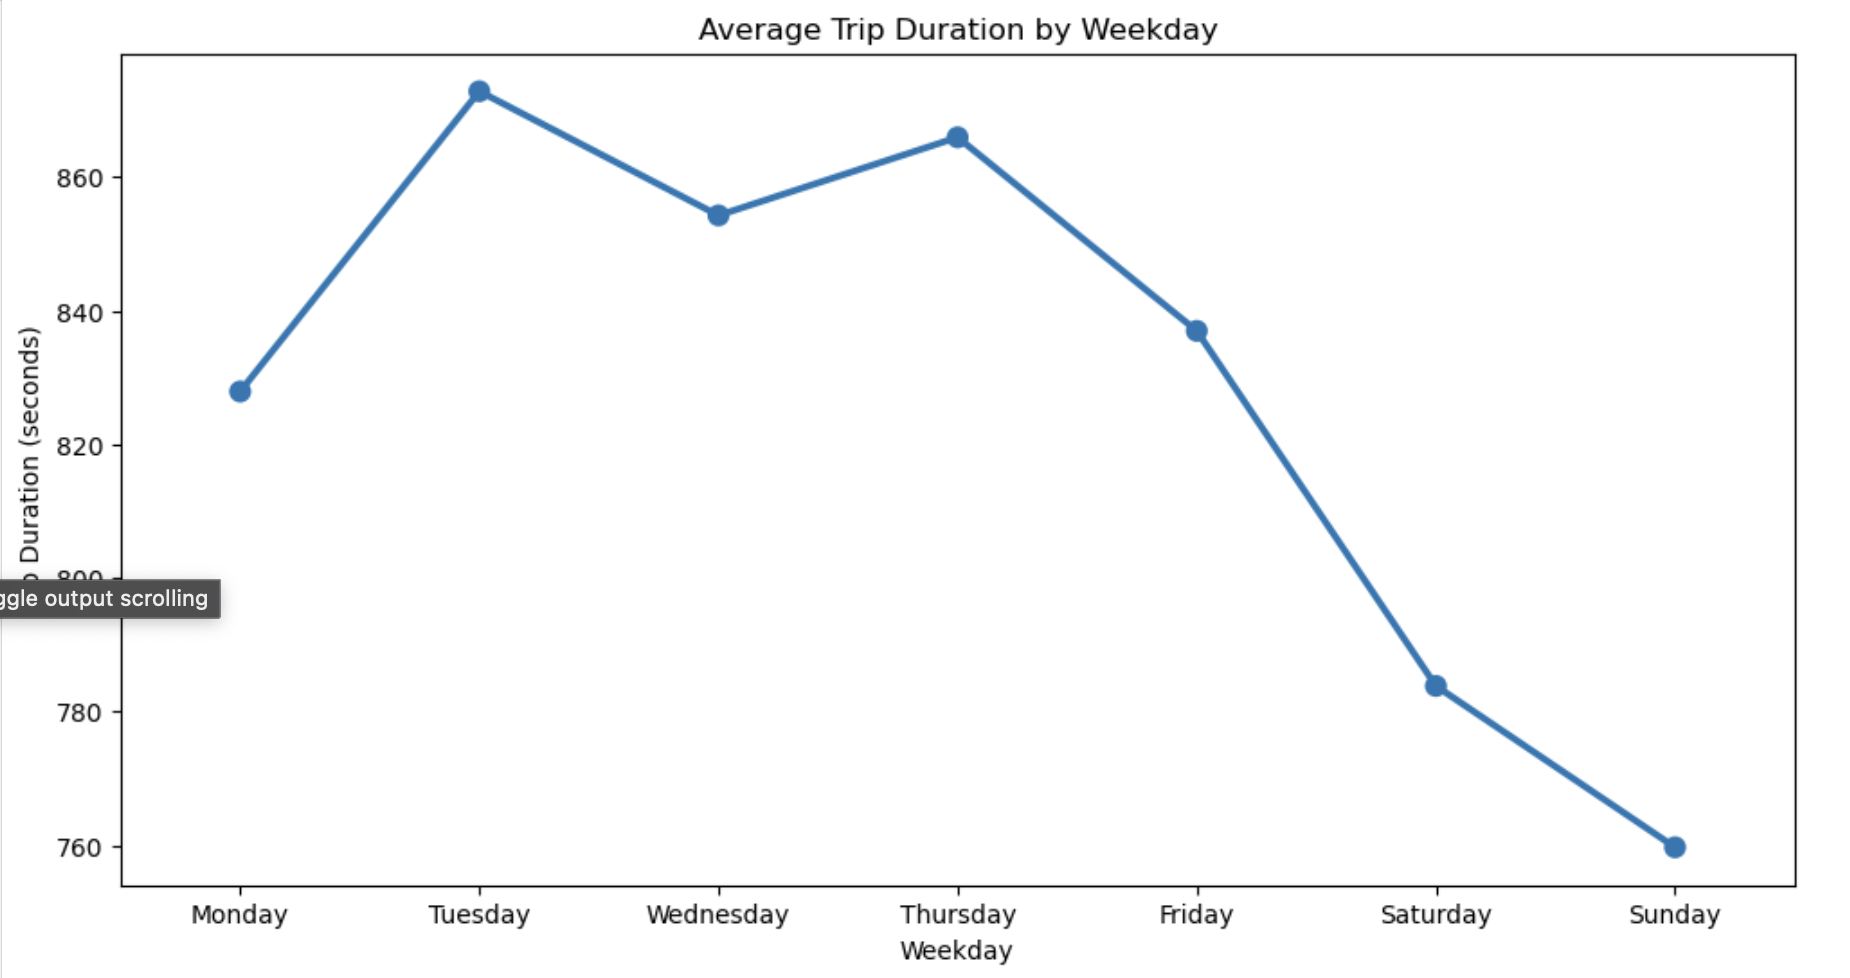 Average Trip Duration by Weekday
860
840
820
800
780
760
Duration (seconds)
output scrolling
Monday Tuesday Wednesday Thursday Friday Saturday Sunday
Weekday